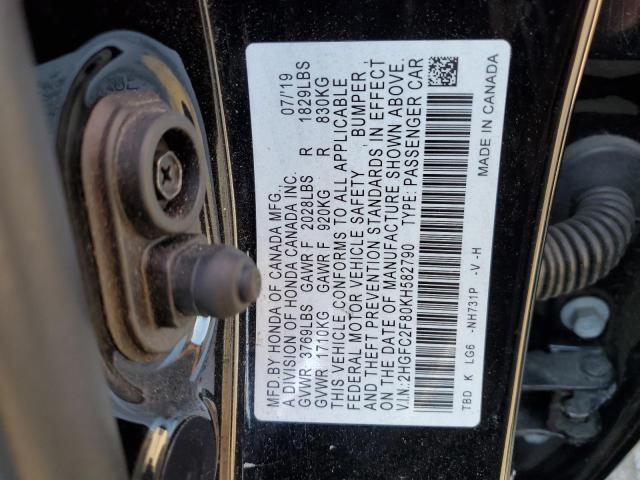 MFD.BY HONDA OF CANADA MFG., 07/'19
A DIVISION OF HONDA CANADA INC.
GVWR 3769LBS GAWR F 2028LBS R 1829LBS
GVWR 1710KG GAWR F 920KG R 830KG
THIS VEHICLE CONFORMS TO ALL APPLICABLE
FEDERAL MOTOR VEHICLE SAFETY BUMPER,
AND THEFT PREVENTION STANDARDS IN EFFECT
ON THE DATE OF MANUFACTURE SHOWN ABOVE.
V.I.N.:2HGFC2F80KH582790 TYPE: PASSENGER CAR
TBD K LG6 -NH731P -V -H MADE IN CANADA